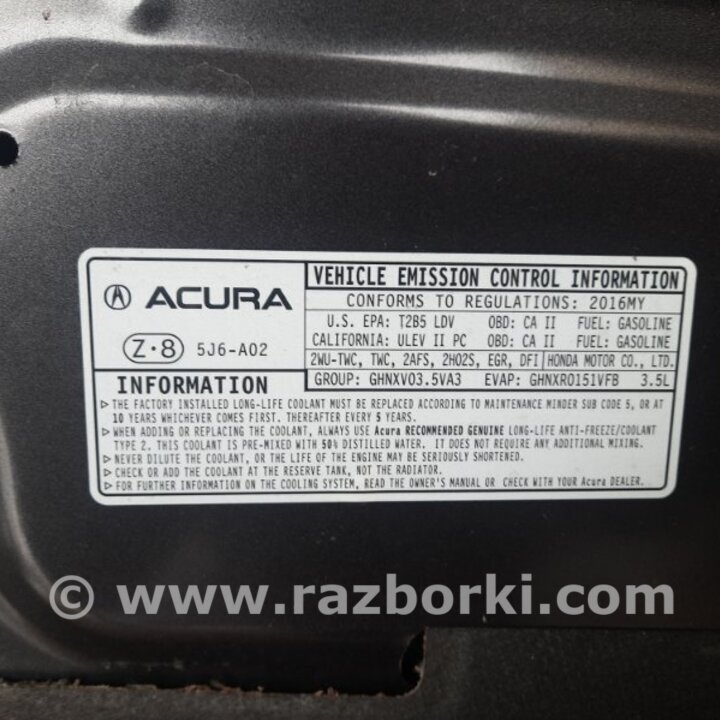 ACURA
Z·8 5J6-A02
VEHICLE EMISSION CONTROL INFORMATION
CONFORMS TO REGULATIONS: 2016MY
U.S. EPA: T2B5 LDV OBD: CA II FUEL: GASOLINE
CALIFORNIA: ULEV II PC OBD: CA II FUEL: GASOLINE
2WU-TWC, TWC, 2AFS, 2HO2S, EGR, DFI HONDA MOTOR CO., LTD.
GROUP: GHNXV03.5VA3 EVAP: GHNXR0151VFB 3.5L
INFORMATION
▷THE FACTORY INSTALLED LONG-LIFE COOLANT MUST BE REPLACED ACCORDING TO MAINTENANCE MINDER SUB CODE 5, OR AT
10 YEARS WHICHEVER COMES FIRST. THEREAFTER EVERY 5 YEARS.
▷WHEN ADDING OR REPLACING THE COOLANT, ALWAYS USE Acura RECOMMENDED GENUINE LONG-LIFE ANTI-FREEZE/COOLANT
TYPE 2. THIS COOLANT IS PRE-MIXED WITH 50% DISTILLED WATER. IT DOES NOT REQUIRE ANY ADDITIONAL MIXING.
▷NEVER DILUTE THE COOLANT, OR THE LIFE OF THE ENGINE MAY BE SERIOUSLY SHORTENED.
▷CHECK OR ADD THE COOLANT AT THE RESERVE TANK, NOT THE RADIATOR.
▷FOR FURTHER INFORMATION ON THE COOLING SYSTEM, READ THE OWNER'S MANUAL OR CHECK WITH YOUR Acura DEALER.
© www.razborki.com